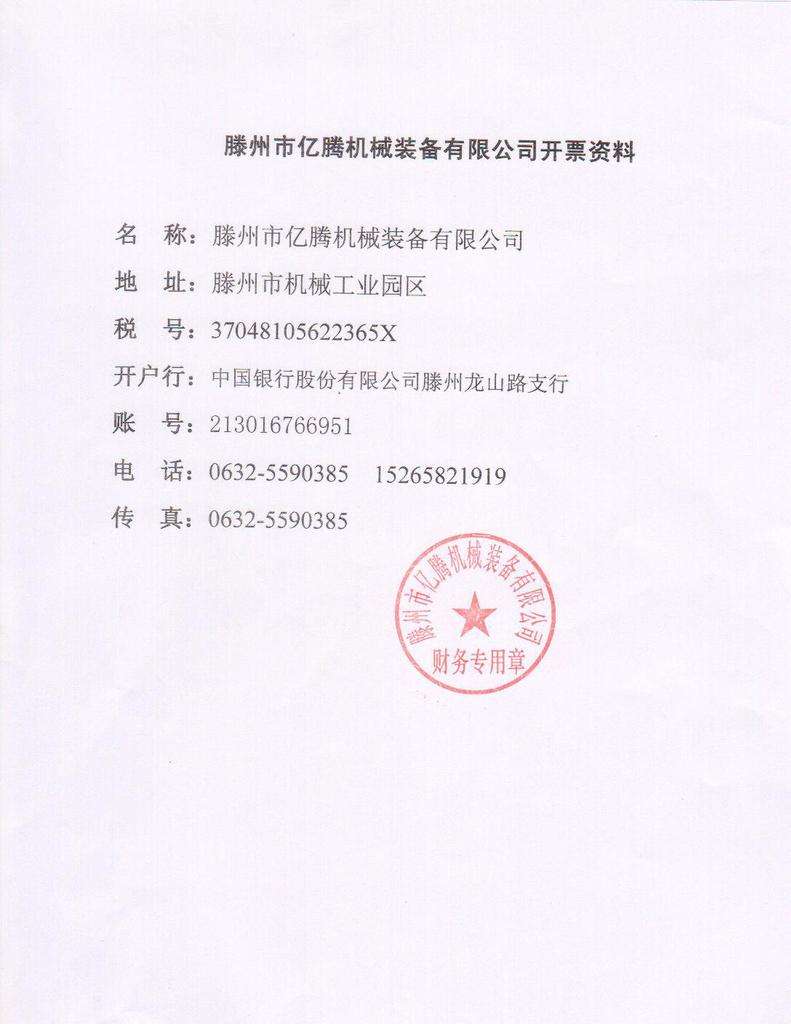 滕州市亿腾机械装备有限公司开票资料
名 称：滕州市亿腾机械装备有限公司
地 址：滕州市机械工业园区
税 号：37048105622365X
开户行：中国银行股份有限公司滕州龙山路支行
账 号：213016766951
电 话：0632-5590385 15265821919
传 真：0632-5590385
滕州市亿腾机械装备有限公司
财务专用章